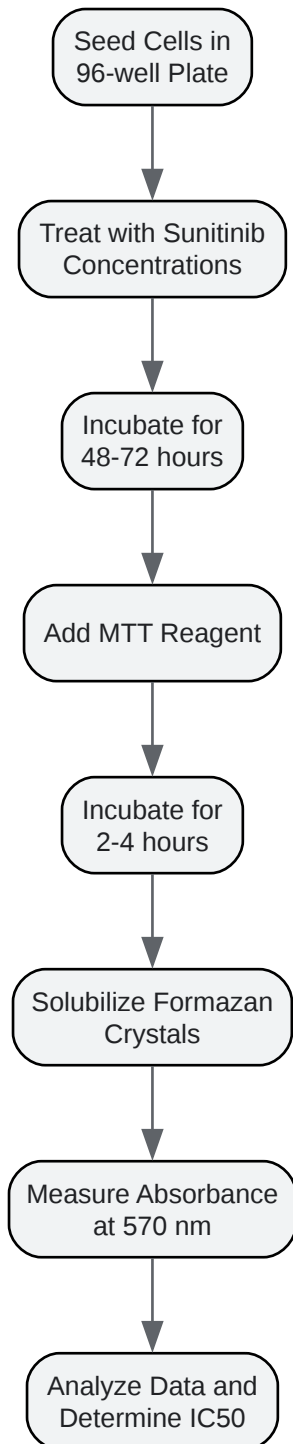 Seed Cells in
96-well Plate
Treat with Sunitinib
Concentrations
Incubate for
48-72 hours
Add MTT Reagent
Incubate for
2-4 hours
Solubilize Formazan
Crystals
Measure Absorbance
at 570 nm
Analyze Data and
Determine IC50